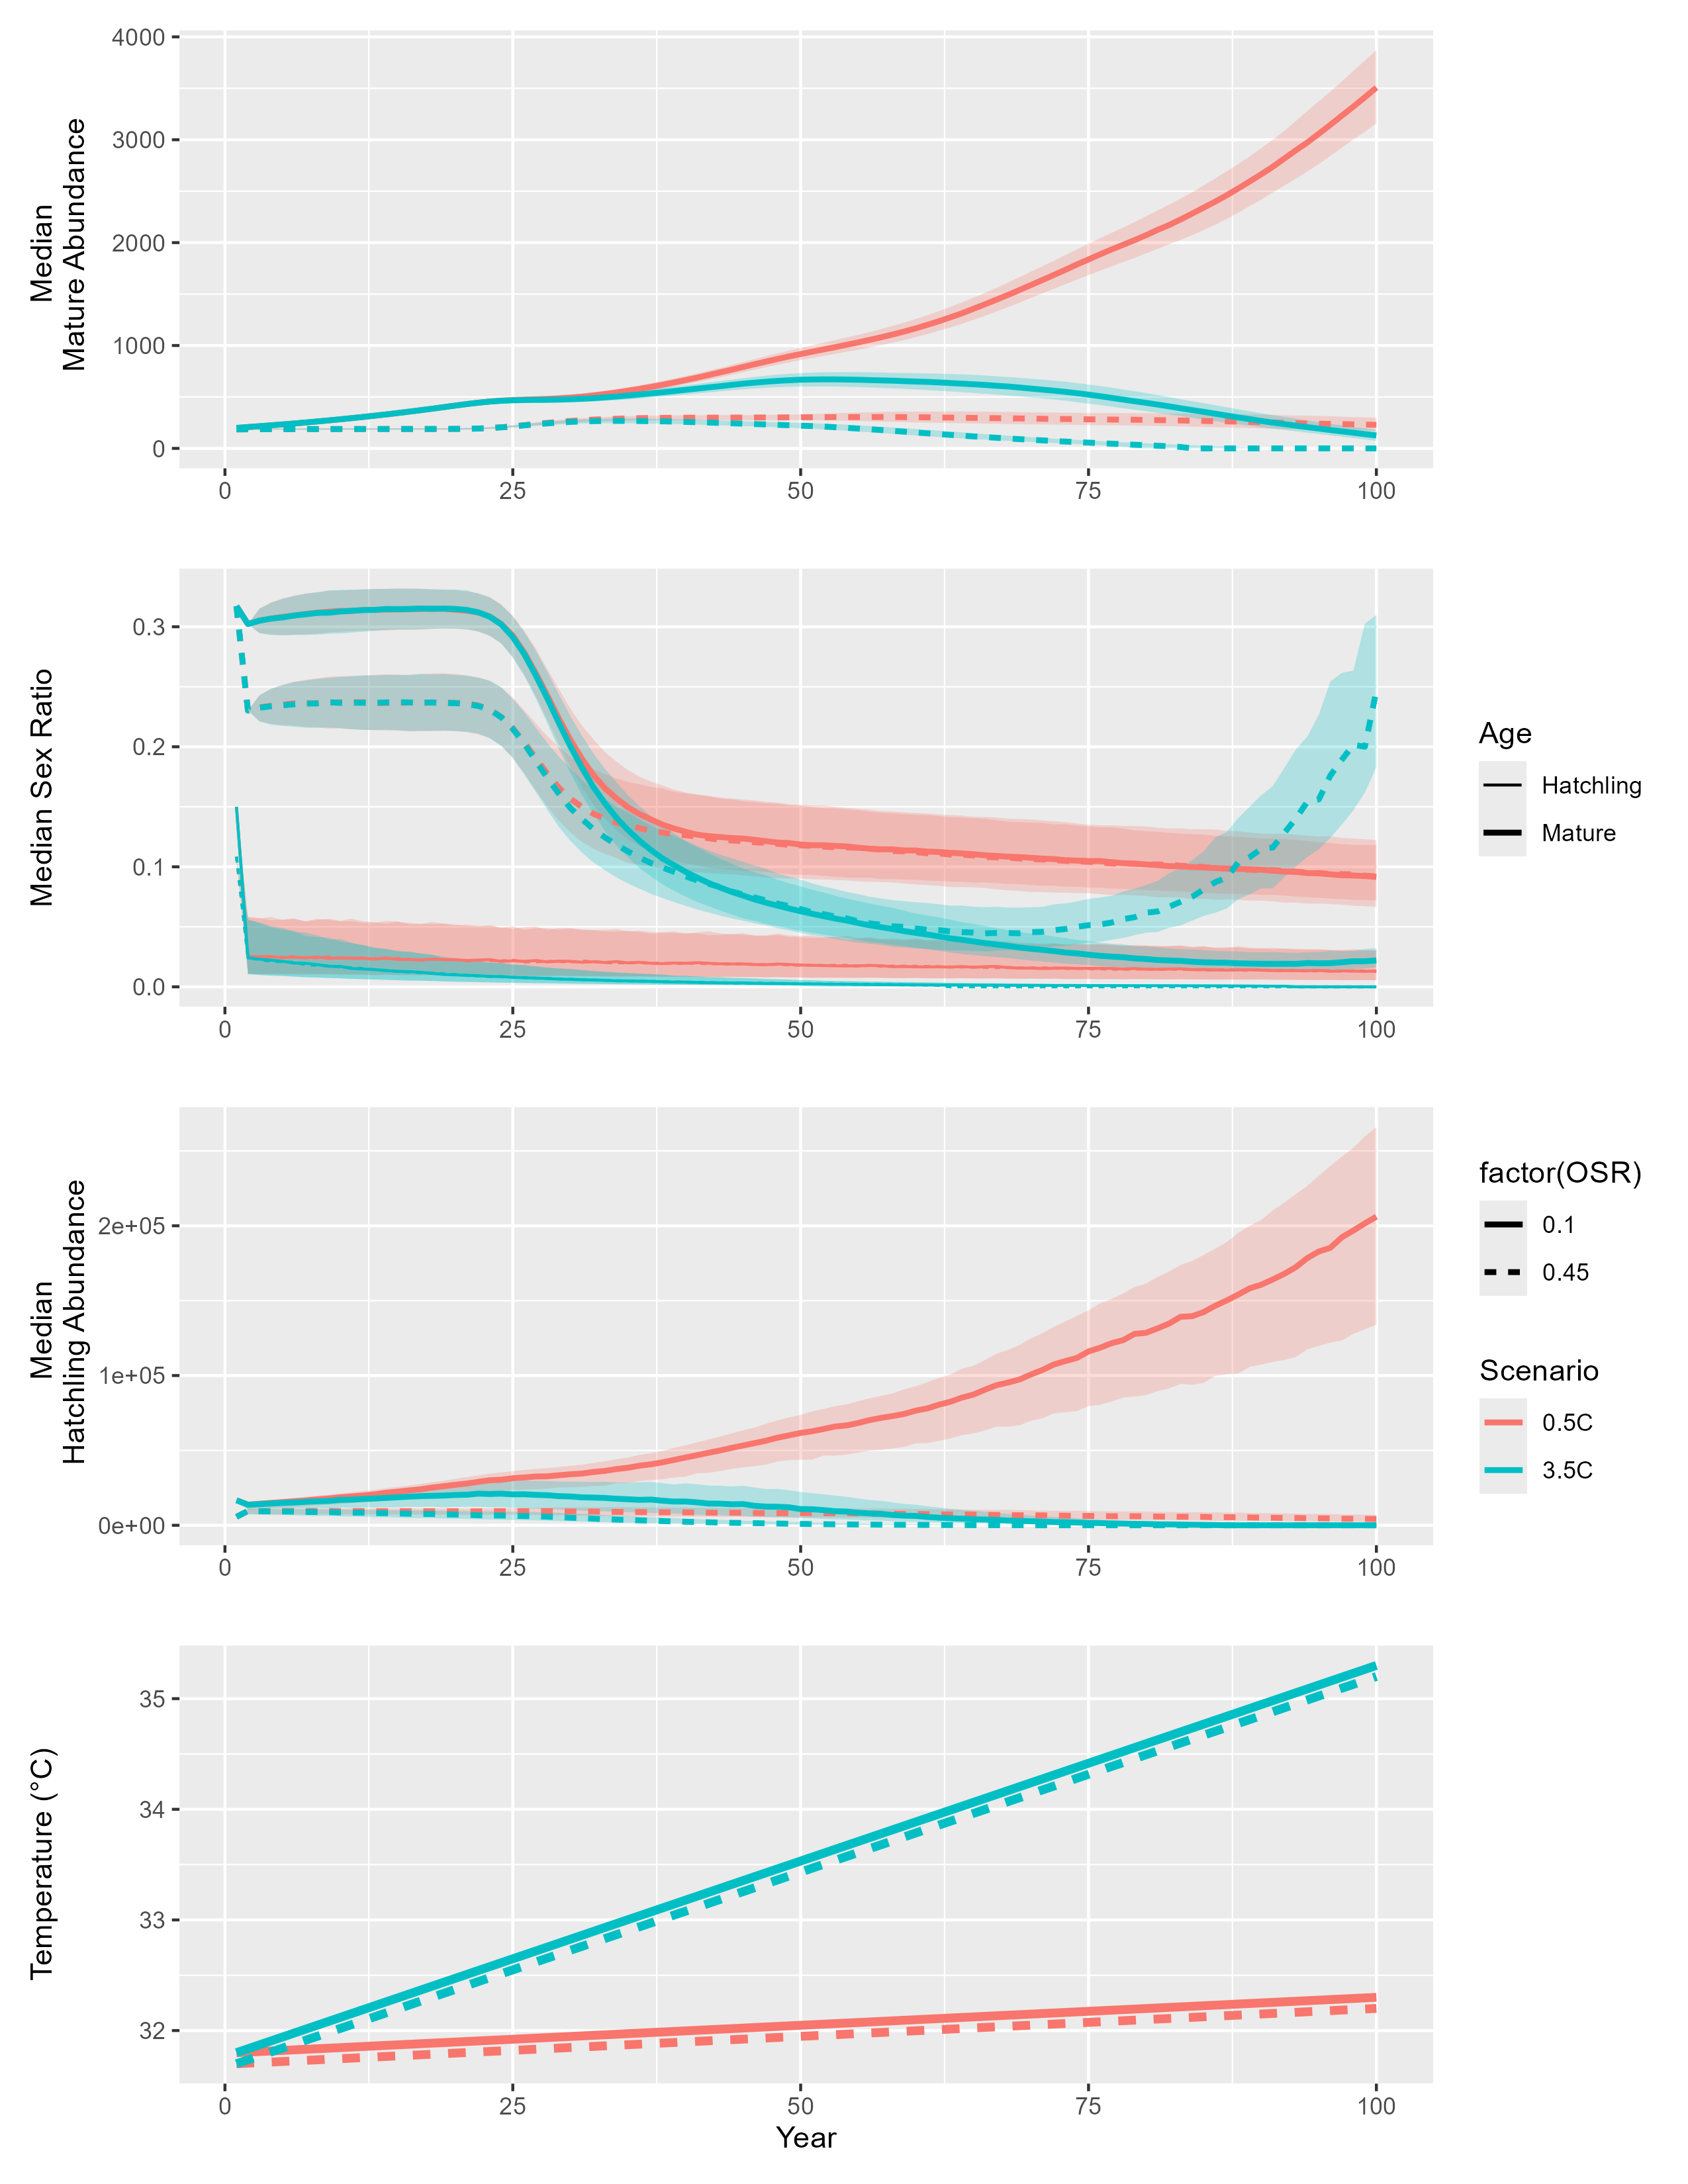 4000
3000
2000
1000
0
Median
Mature Abundance
0
25
50
75
100
0.3
0.2
0.1
0.0
Median Sex Ratio
0
25
50
75
100
2e+05
1e+05
0e+00
Median
Hatchling Abundance
0
25
50
75
100
35
34
33
32
Temperature (°C)
0
25
50
75
100
Year
Age
Hatchling
Mature
factor(OSR)
0.1
0.45
Scenario
0.5C
3.5C